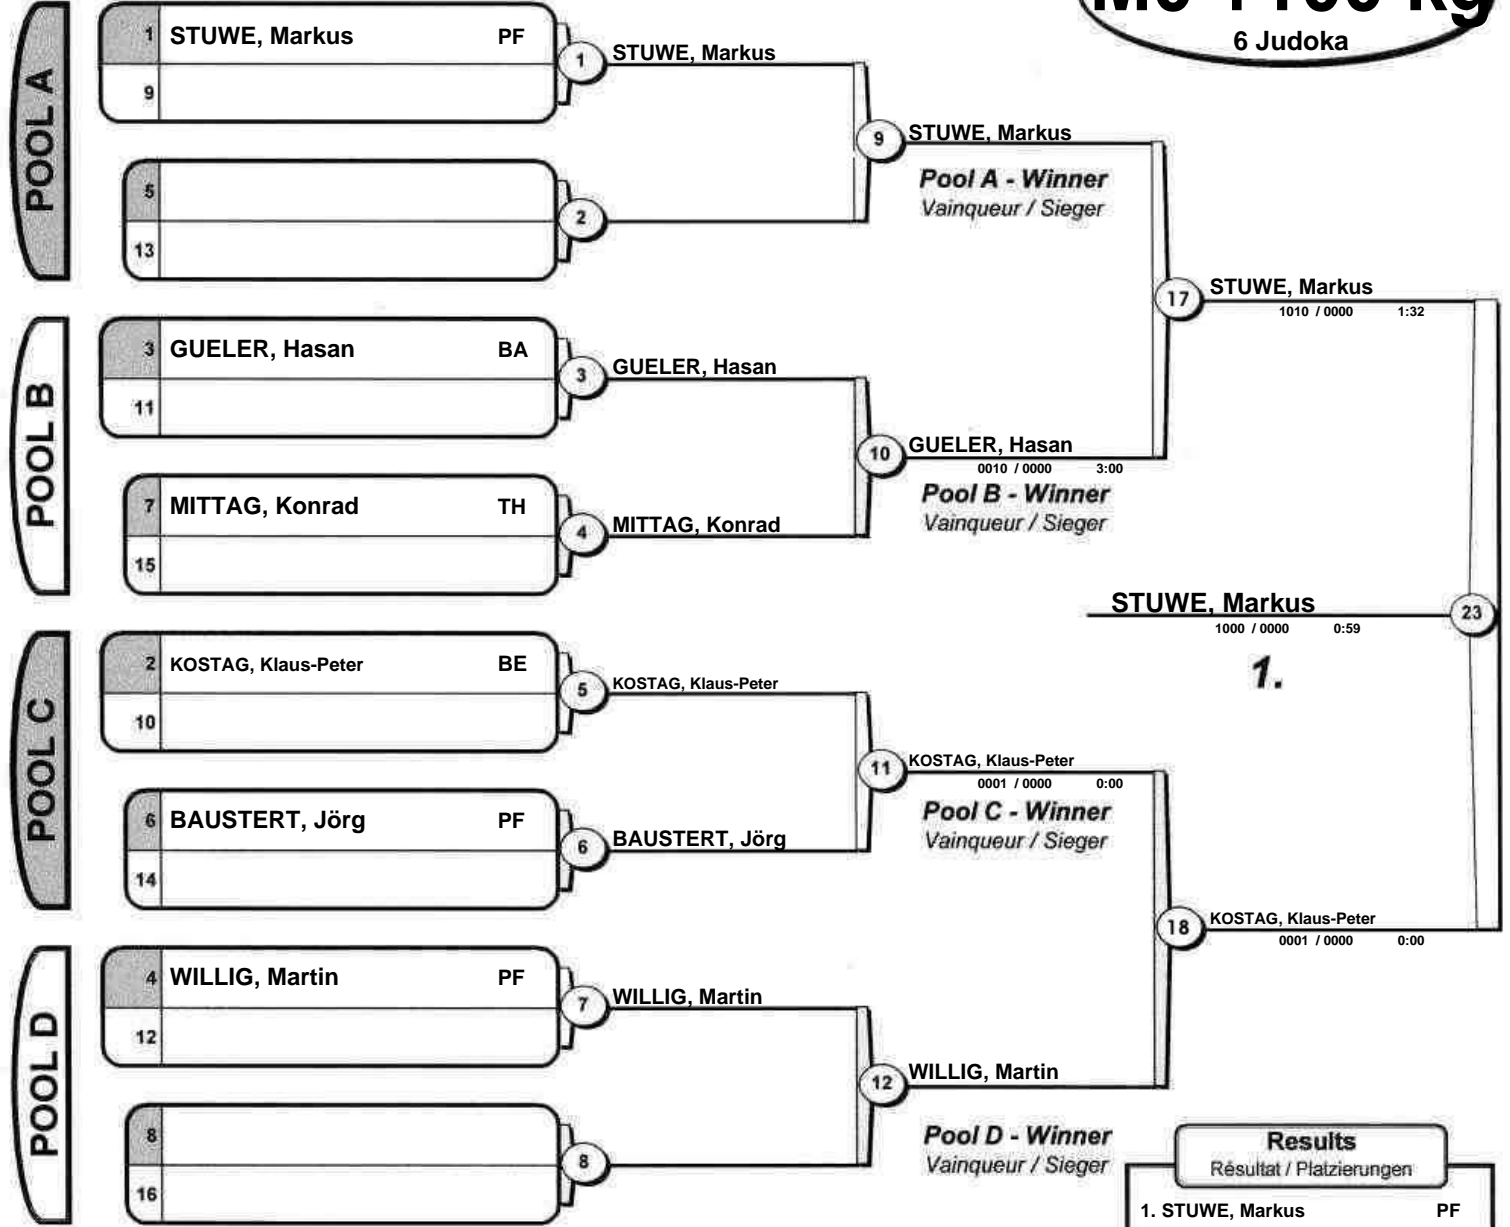 6 Judoka
POOL A
1 STUWE, Markus PF
9
5
13
1 STUWE, Markus
2
9 STUWE, Markus
Pool A - Winner
Vainqueur / Sieger
POOL B
3 GUELER, Hasan BA
11
7 MITTAG, Konrad TH
15
3 GUELER, Hasan
4 MITTAG, Konrad
10 GUELER, Hasan
0010 / 0000 3:00
Pool B - Winner
Vainqueur / Sieger
17 STUWE, Markus
1010 / 0000 1:32
STUWE, Markus 23
1000 / 0000 0:59
1.
POOL C
2 KOSTAG, Klaus-Peter BE
10
6 BAUSTERT, Jörg PF
14
5 KOSTAG, Klaus-Peter
6 BAUSTERT, Jörg
11 KOSTAG, Klaus-Peter
0001 / 0000 0:00
Pool C - Winner
Vainqueur / Sieger
18 KOSTAG, Klaus-Peter
0001 / 0000 0:00
POOL D
4 WILLIG, Martin PF
12
8
16
7 WILLIG, Martin
8
12 WILLIG, Martin
Pool D - Winner
Vainqueur / Sieger
Results
Résultat / Platzierungen
1. STUWE, Markus PF